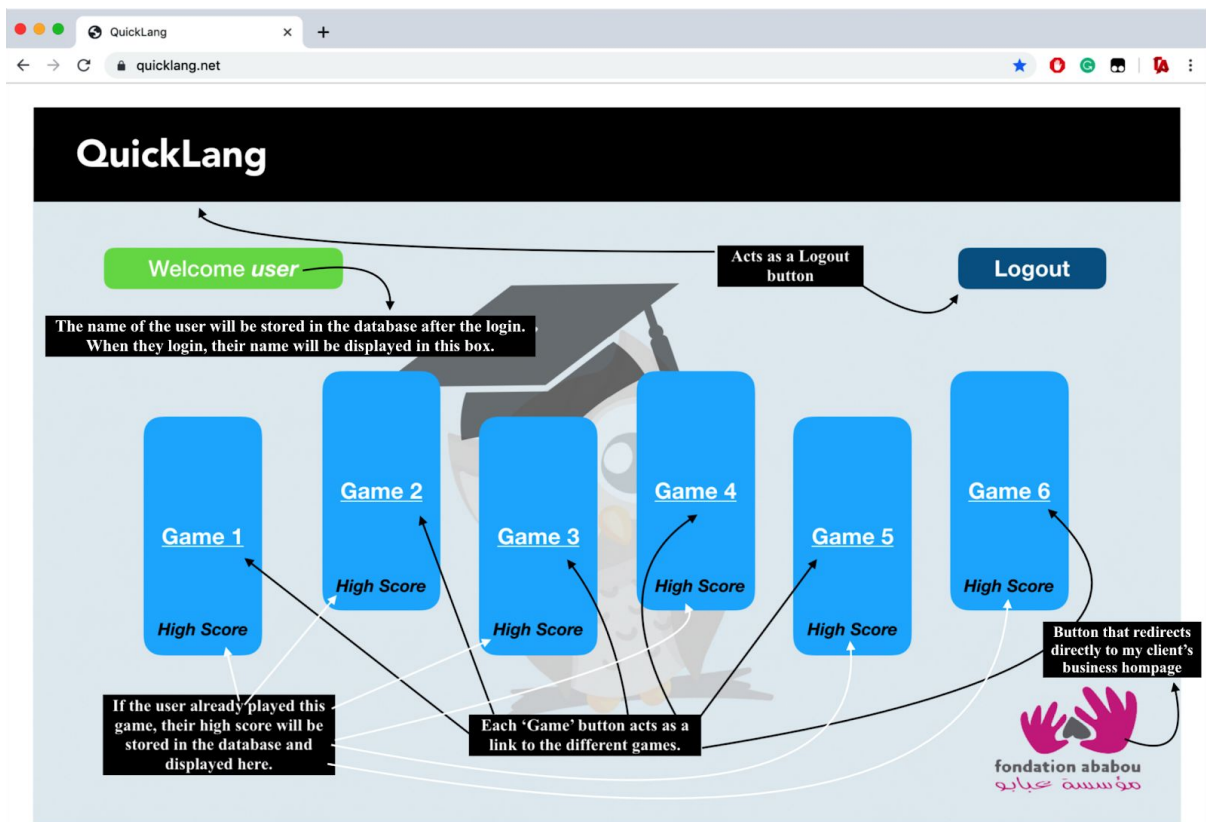 QuickLang
quicklang.net
QuickLang
Welcome user
Acts as a Logout
button
Logout
The name of the user will be stored in the database after the login.
When they login, their name will be displayed in this box.
Game 1
High Score
Game 2
High Score
Game 3
High Score
Game 4
High Score
Game 5
High Score
Game 6
High Score
If the user already played this
game, their high score will be
stored in the database and
displayed here.
Each ‘Game’ button acts as a
link to the different games.
Button that redirects
directly to my client’s
business hompage
fondation ababou
مؤسسة عبابو